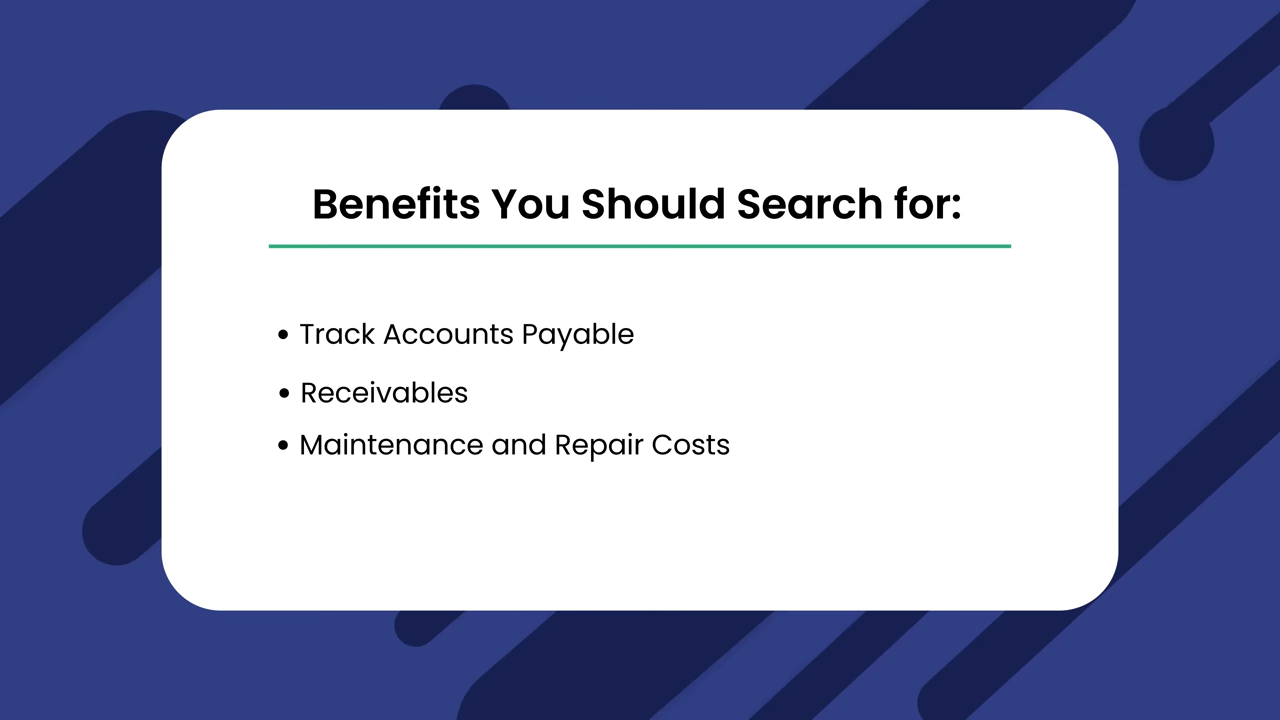 Benefits You Should Search for:
• Track Accounts Payable
• Receivables
• Maintenance and Repair Costs